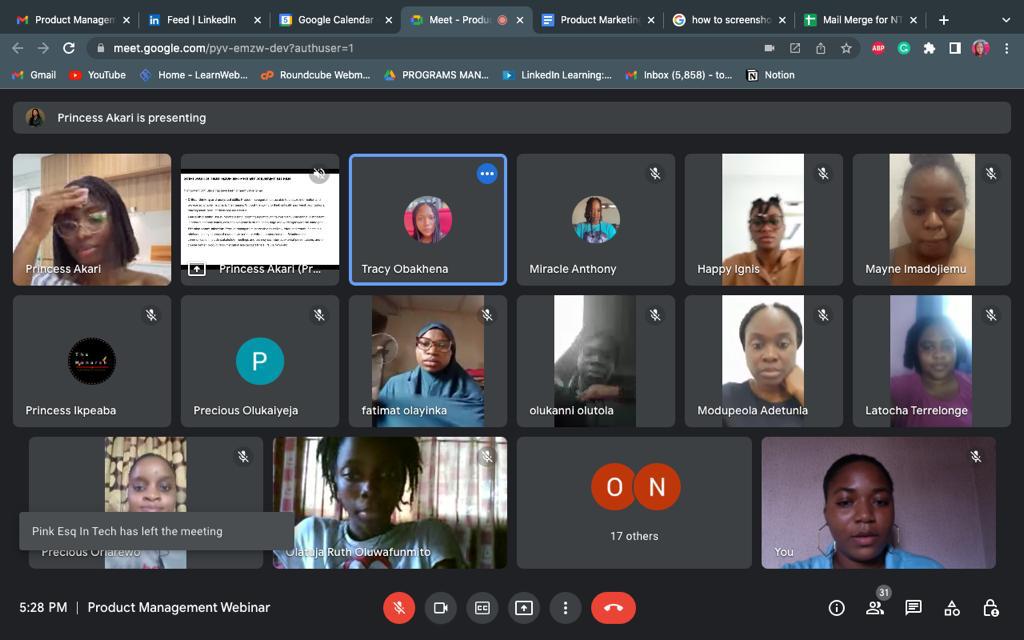 Product Managem
Feed | LinkedIn
Google Calendar
Meet - Produ
Product Marketin
how to screensho
Mail Merge for NT
meet.google.com/pyv-emzw-dev?authuser=1
ABP
Gmail
YouTube
Home - LearnWeb...
Roundcube Webm...
PROGRAMS MAN...
LinkedIn Learning:...
Inbox (5,858) - to...
Notion
Princess Akari is presenting
Princess Akari
Princess Akari (Pr...
Tracy Obakhena
Miracle Anthony
Happy Ignis
Mayne Imadojiemu
Princess Ikpeaba
P
Precious Olukaiyeja
fatimat olayinka
olukanni olutola
Modupeola Adetunla
Latocha Terrelonge
Pink Esq In Tech has left the meeting
Olatuja Ruth Oluwafunmito
O N
17 others
You
5:28 PM | Product Management Webinar
CC
31